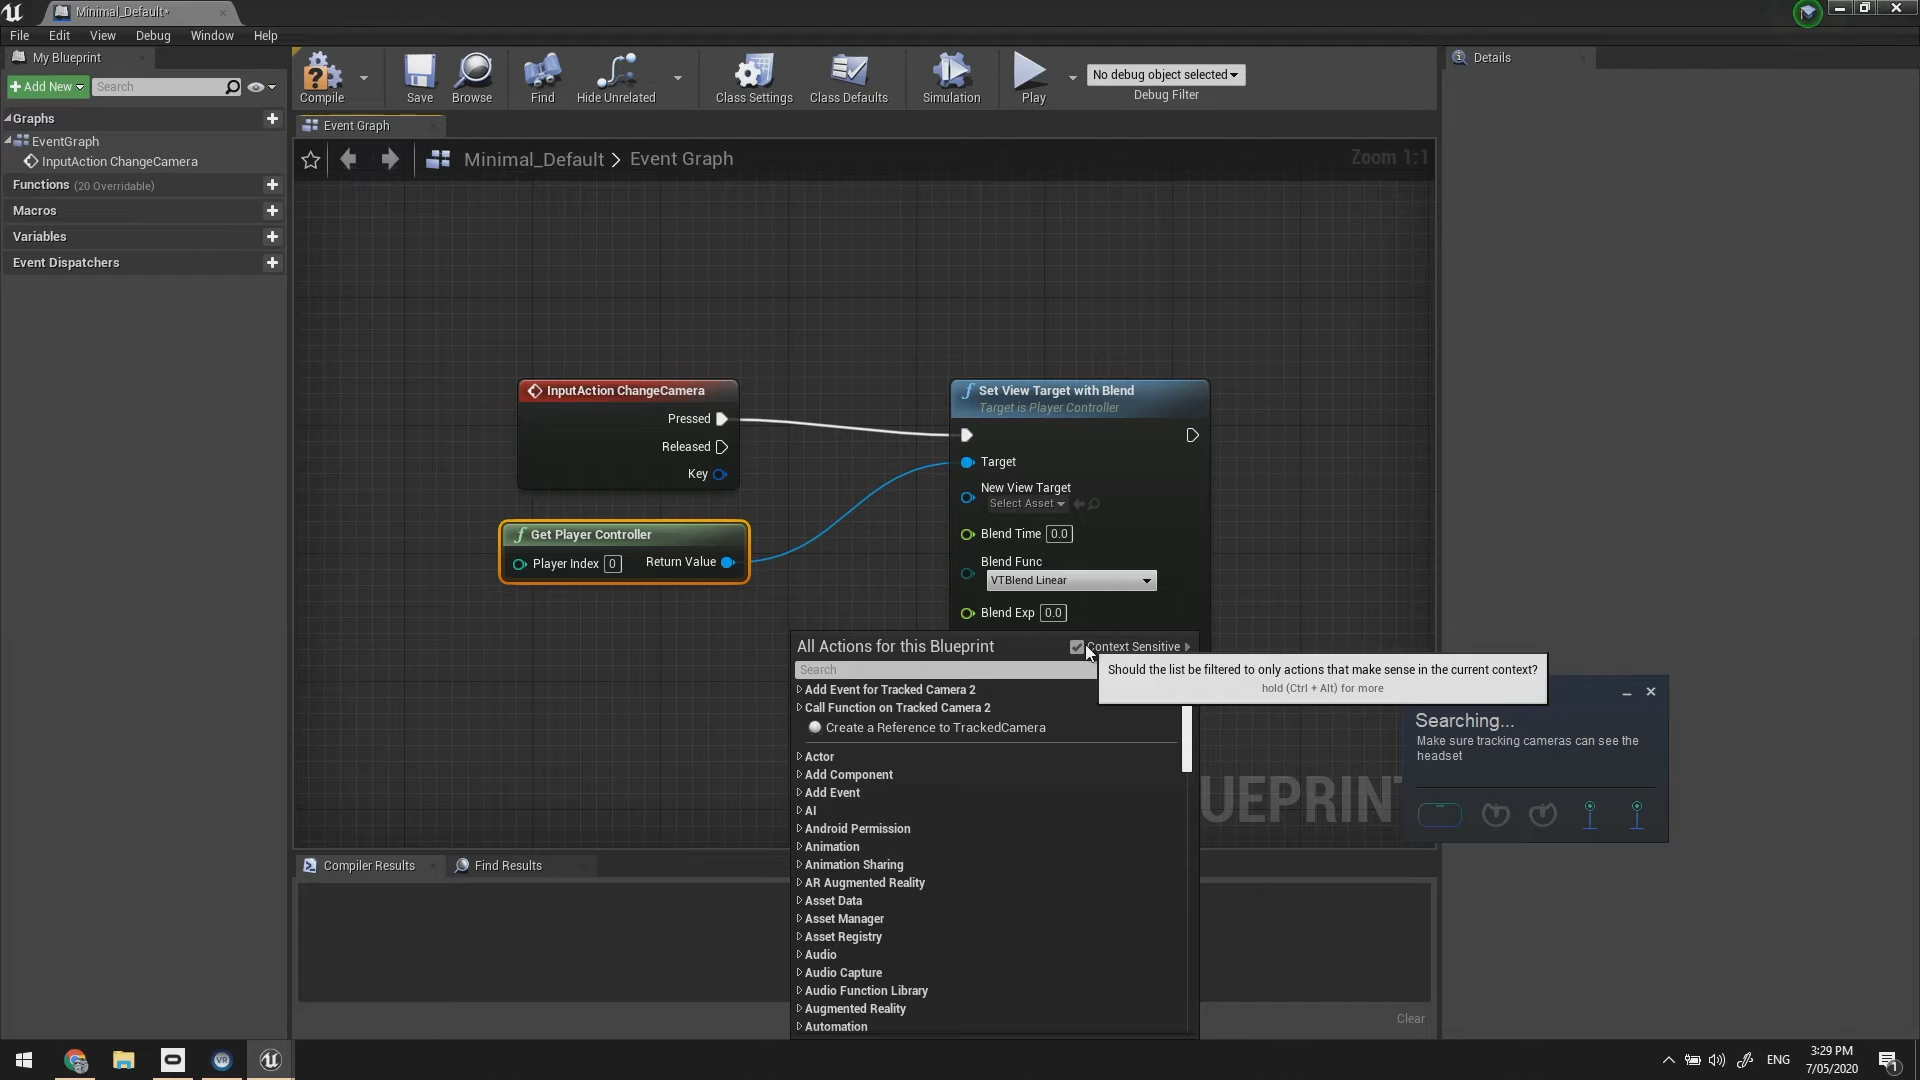 Minimal_Default*
File Edit View Debug Window Help
My Blueprint
Add New
Search
Graphs
EventGraph
InputAction ChangeCamera
Functions (20 Overridable)
Macros
Variables
Event Dispatchers
Compile
Save
Browse
Find
Hide Unrelated
Class Settings
Class Defaults
Simulation
Play
No debug object selected
Debug Filter
Details
Event Graph
Minimal_Default > Event Graph
Zoom 1:1
InputAction ChangeCamera
Pressed
Released
Key
Get Player Controller
Player Index 0
Return Value
Set View Target with Blend
Target is Player Controller
Target
New View Target
Select Asset
Blend Time 0.0
Blend Func
VTBlend Linear
Blend Exp 0.0
All Actions for this Blueprint
Context Sensitive
Search
Should the list be filtered to only actions that make sense in the current context?
hold (Ctrl + Alt) for more
Add Event for Tracked Camera 2
Call Function on Tracked Camera 2
Create a Reference to TrackedCamera
Actor
Add Component
Add Event
AI
Android Permission
Animation
Animation Sharing
AR Augmented Reality
Asset Data
Asset Manager
Asset Registry
Audio
Audio Capture
Audio Function Library
Augmented Reality
Automation
Searching...
Make sure tracking cameras can see the
headset
UEPRINT
Compiler Results
Find Results
Clear
VR
ENG
3:29 PM
7/05/2020
1